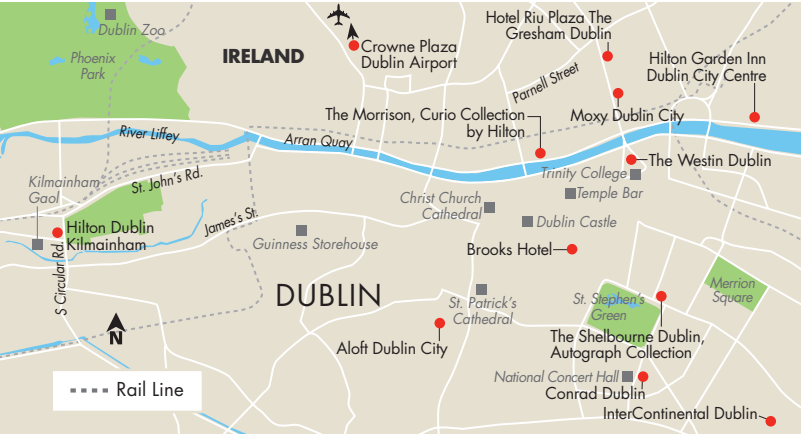 Dublin Zoo
Phoenix
Park
IRELAND
Crowne Plaza
Dublin Airport
Hotel Riu Plaza The
Gresham Dublin
Parnell Street
Hilton Garden Inn
Dublin City Centre
The Morrison, Curio Collection
by Hilton
Moxy Dublin City
River Liffey
Arran Quay
The Westin Dublin
Trinity College
Temple Bar
Kilmainham
Gaol
St. John's Rd.
Christ Church
Cathedral
Dublin Castle
James's St.
Hilton Dublin
Kilmainham
Guinness Storehouse
Brooks Hotel
S Circular Rd.
DUBLIN
St. Patrick's
Cathedral
St. Stephen's
Green
Merrion
Square
N
Aloft Dublin City
The Shelbourne Dublin,
Autograph Collection
National Concert Hall
Conrad Dublin
InterContinental Dublin
Rail Line